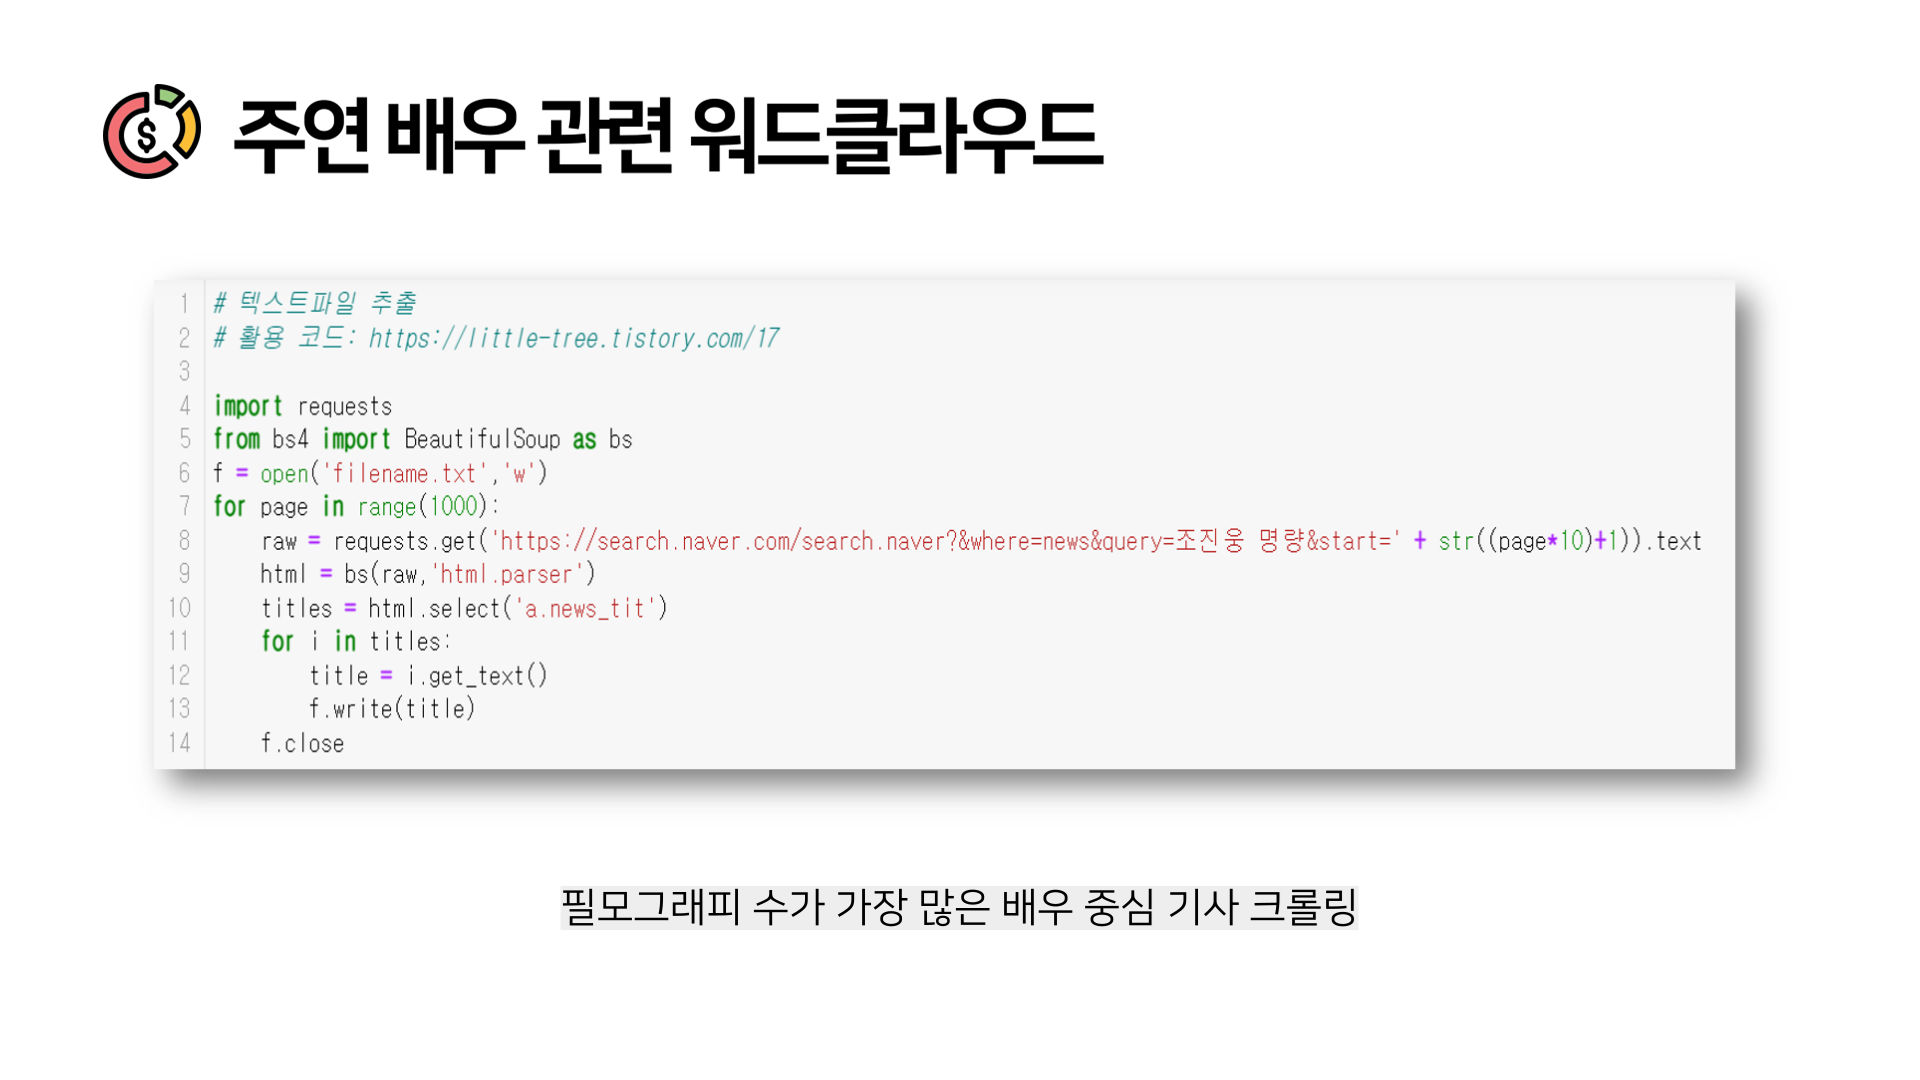 $
주연 배우 관련 워드클라우드
1 # 텍스트파일 추출
2 # 활용 코드: https://little-tree.tistory.com/17
3
4 import requests
5 from bs4 import BeautifulSoup as bs
6 f = open('filename.txt','w')
7 for page in range(1000):
8     raw = requests.get('https://search.naver.com/search.naver?&where=news&query=조진웅 명량&start=' + str((page*10)+1)).text
9     html = bs(raw,'html.parser')
10     titles = html.select('a.news_tit')
11     for i in titles:
12         title = i.get_text()
13         f.write(title)
14     f.close
필모그래피 수가 가장 많은 배우 중심 기사 크롤링